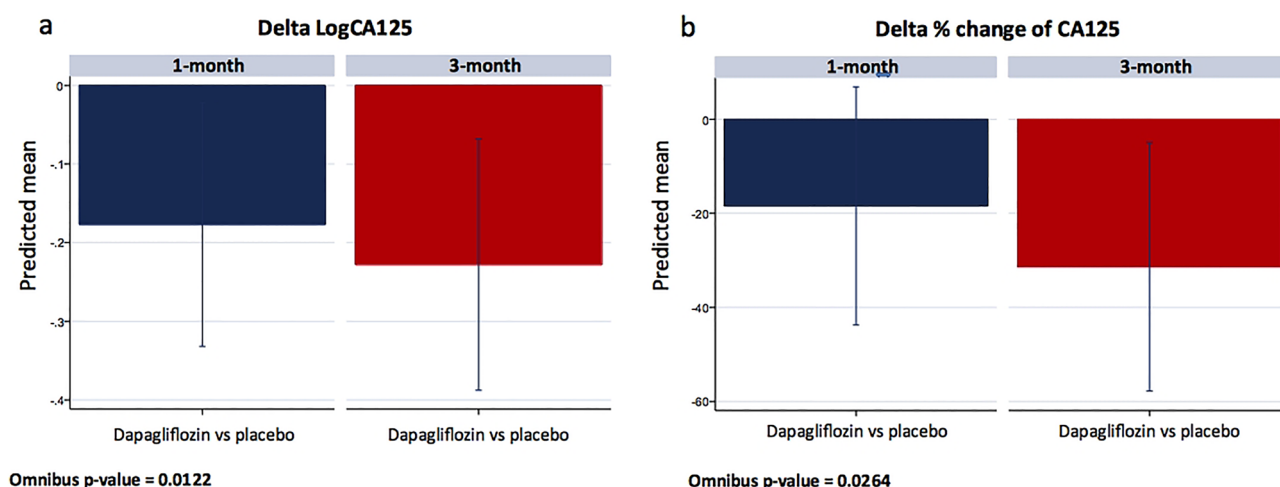 a
Delta LogCA125
1-month 3-month
Predicted mean
0
-.1
-.2
-.3
-.4
Dapagliflozin vs placebo Dapagliflozin vs placebo
Omnibus p-value = 0.0122
b
Delta % change of CA125
1-month 3-month
Predicted mean
0
-20
-40
-60
Dapagliflozin vs placebo Dapagliflozin vs placebo
Omnibus p-value = 0.0264